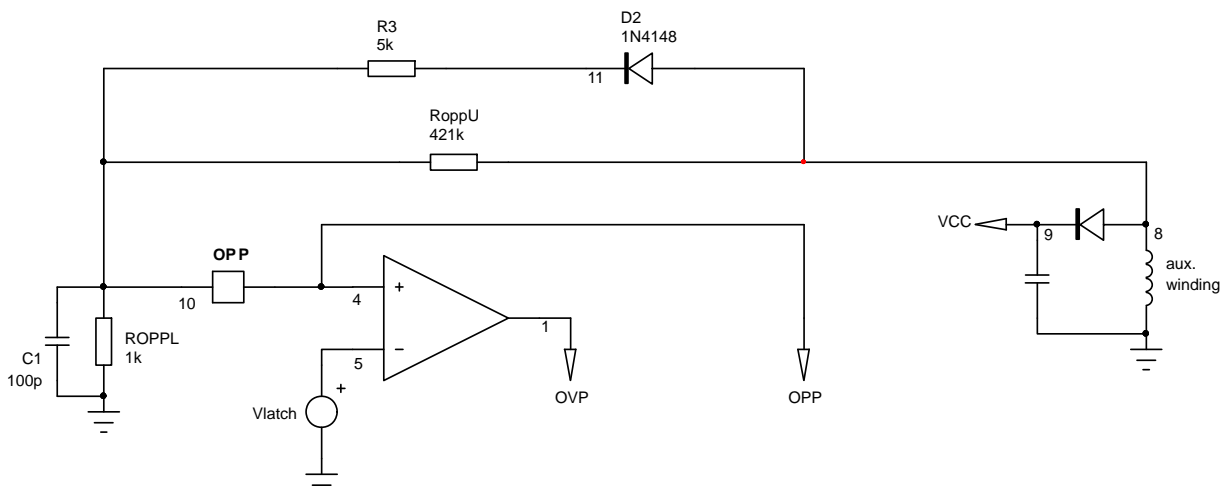 D2
1N4148
R3
5k
11
RoppU
421k
VCC
9
8
aux.
winding
OPP
10
4
+
1
5
−
ROPPL
1k
C1
100p
+
Vlatch
OVP
OPP